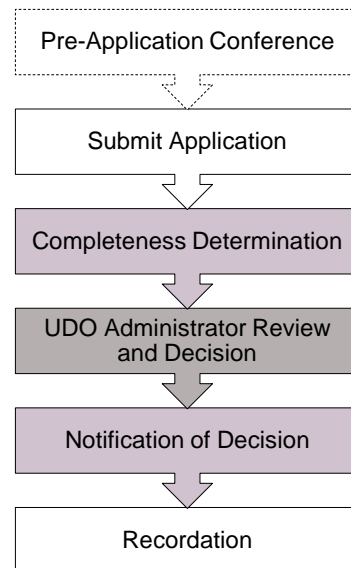 Pre-Application Conference
Submit Application
Completeness Determination
UDO Administrator Review
and Decision
Notification of Decision
Recordation